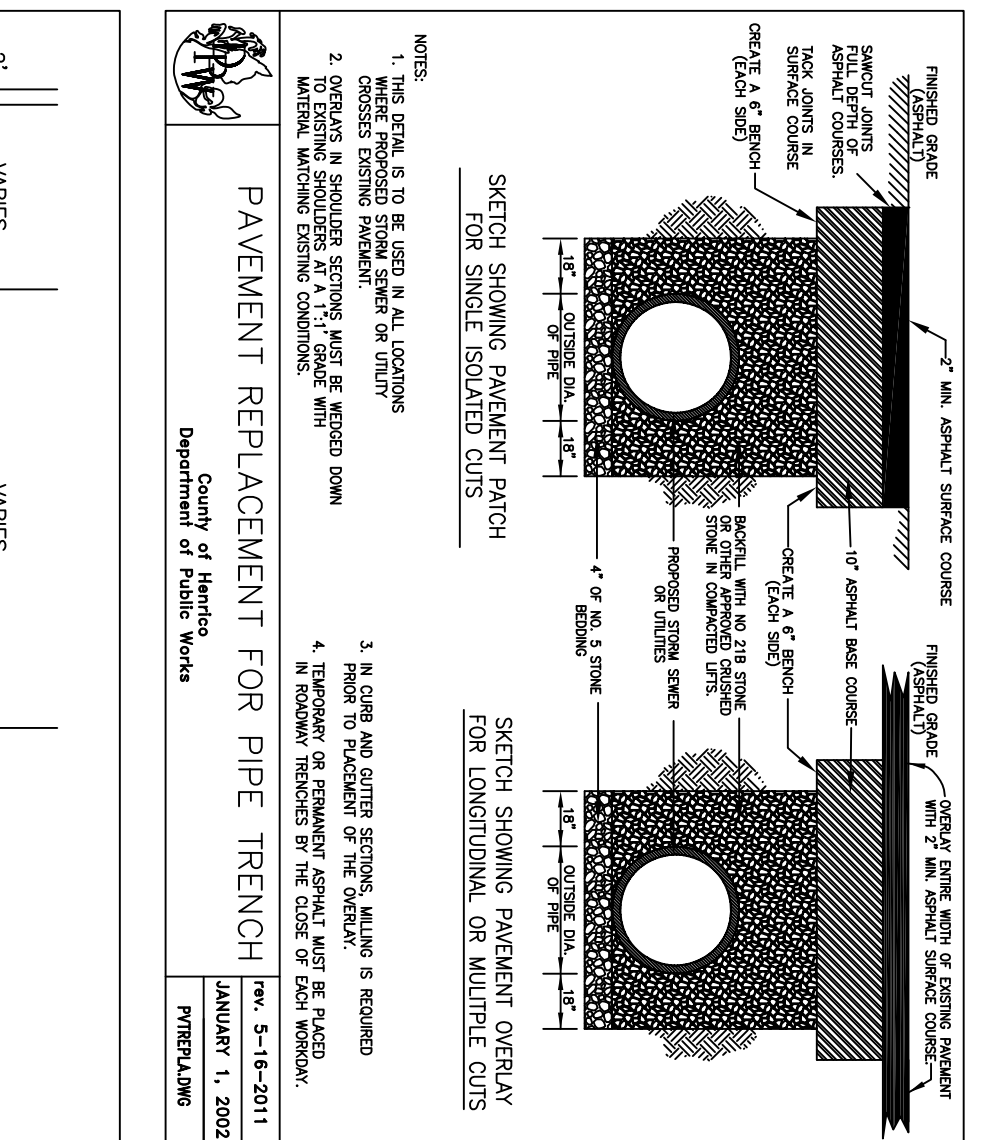 FINISHED GRADE
(ASPHALT)
SAWCUT JOINTS
FULL DEPTH OF
ASPHALT COURSES.
TACK JOINTS IN
SURFACE COURSE
CREATE A 6" BENCH
(EACH SIDE)
2" MIN. ASPHALT SURFACE COURSE
10" ASPHALT BASE COURSE
CREATE A 6" BENCH
(EACH SIDE)
BACKFILL WITH NO 21B STONE
OR OTHER APPROVED CRUSHED
STONE IN COMPACTED LIFTS.
PROPOSED STORM SEWER
OR UTILITIES
4" OF NO. 5 STONE
BEDDING
18"
OUTSIDE DIA.
OF PIPE
18"
SKETCH SHOWING PAVEMENT PATCH
FOR SINGLE ISOLATED CUTS
FINISHED GRADE
(ASPHALT)
OVERLAY ENTIRE WIDTH OF EXISTING PAVEMENT
WITH 2" MIN. ASPHALT SURFACE COURSE.
18"
OUTSIDE DIA.
OF PIPE
18"
SKETCH SHOWING PAVEMENT OVERLAY
FOR LONGITUDINAL OR MULITPLE CUTS
NOTES:
1. THIS DETAIL IS TO BE USED IN ALL LOCATIONS
WHERE PROPOSED STORM SEWER OR UTILITY
CROSSES EXISTING PAVEMENT.
2. OVERLAYS IN SHOULDER SECTIONS MUST BE WEDGED DOWN
TO EXISTING SHOULDERS AT A 1":1' GRADE WITH
MATERIAL MATCHING EXISTING CONDITIONS.
3. IN CURB AND GUTTER SECTIONS, MILLING IS REQUIRED
PRIOR TO PLACEMENT OF THE OVERLAY.
4. TEMPORARY OR PERMANENT ASPHALT MUST BE PLACED
IN ROADWAY TRENCHES BY THE CLOSE OF EACH WORKDAY.
DPW
PAVEMENT REPLACEMENT FOR PIPE TRENCH
County of Henrico
Department of Public Works
rev. 5-16-2011
JANUARY 1, 2002
PVTREPLA.DWG
VARIES
VARIES